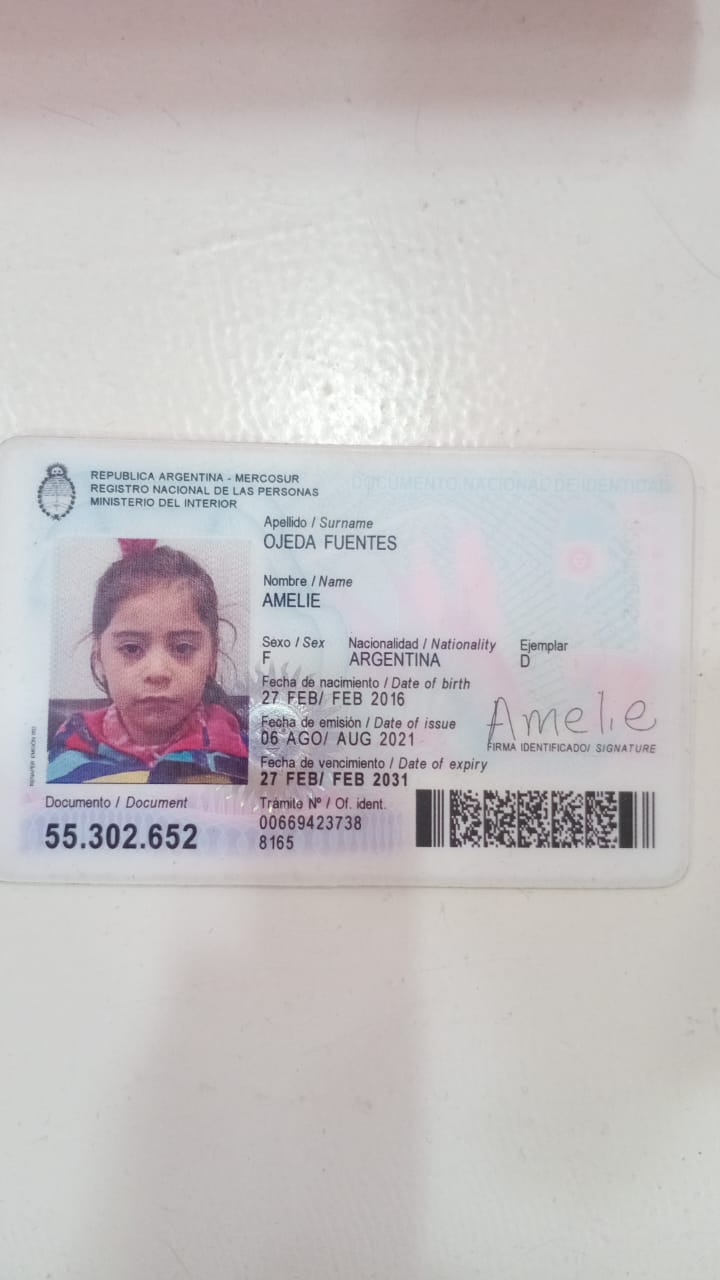 REPUBLICA ARGENTINA - MERCOSUR
REGISTRO NACIONAL DE LAS PERSONAS
MINISTERIO DEL INTERIOR
DOCUMENTO NACIONAL DE IDENTIDAD
Apellido / Surname
OJEDA FUENTES
Nombre / Name
AMELIE
Sexo / Sex Nacionalidad / Nationality Ejemplar
F ARGENTINA D
Fecha de nacimiento / Date of birth
27 FEB/ FEB 2016
Fecha de emisión / Date of issue
06 AGO/ AUG 2021
Amelie
FIRMA IDENTIFICADO/ SIGNATURE
Fecha de vencimiento / Date of expiry
27 FEB/ FEB 2031
Documento / Document
55.302.652
Trámite Nº / Of. ident.
00669423738
8165